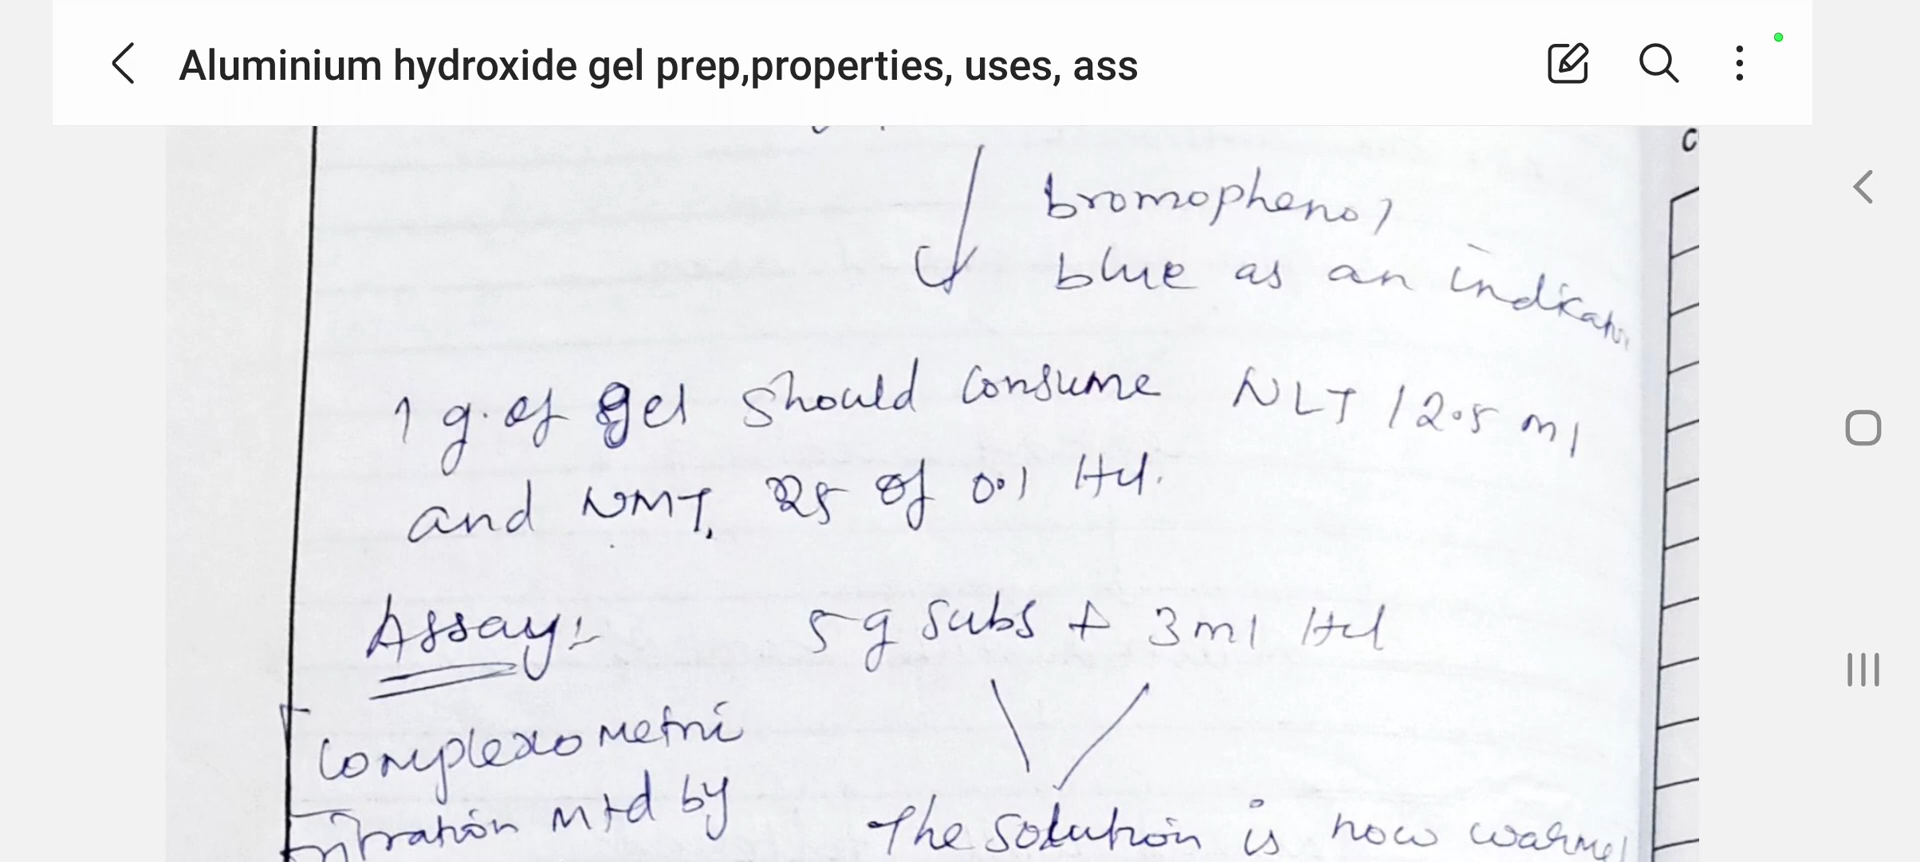 Aluminium hydroxide gel prep,properties, uses, ass
bromophenol
blue as an indicator
1 g. of gel should consume NLT 12.5 ml
and NMT. 25 of 0.1 Hcl.
Assay:- 5 g subs + 3 ml Hcl
Complexometri
titration mtd by
The solution is now warmed